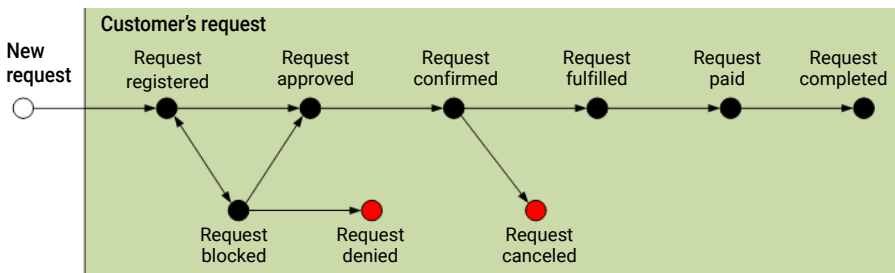 Customer's request
New
request
Request
registered
Request
approved
Request
confirmed
Request
fulfilled
Request
paid
Request
completed
Request
blocked
Request
denied
Request
canceled